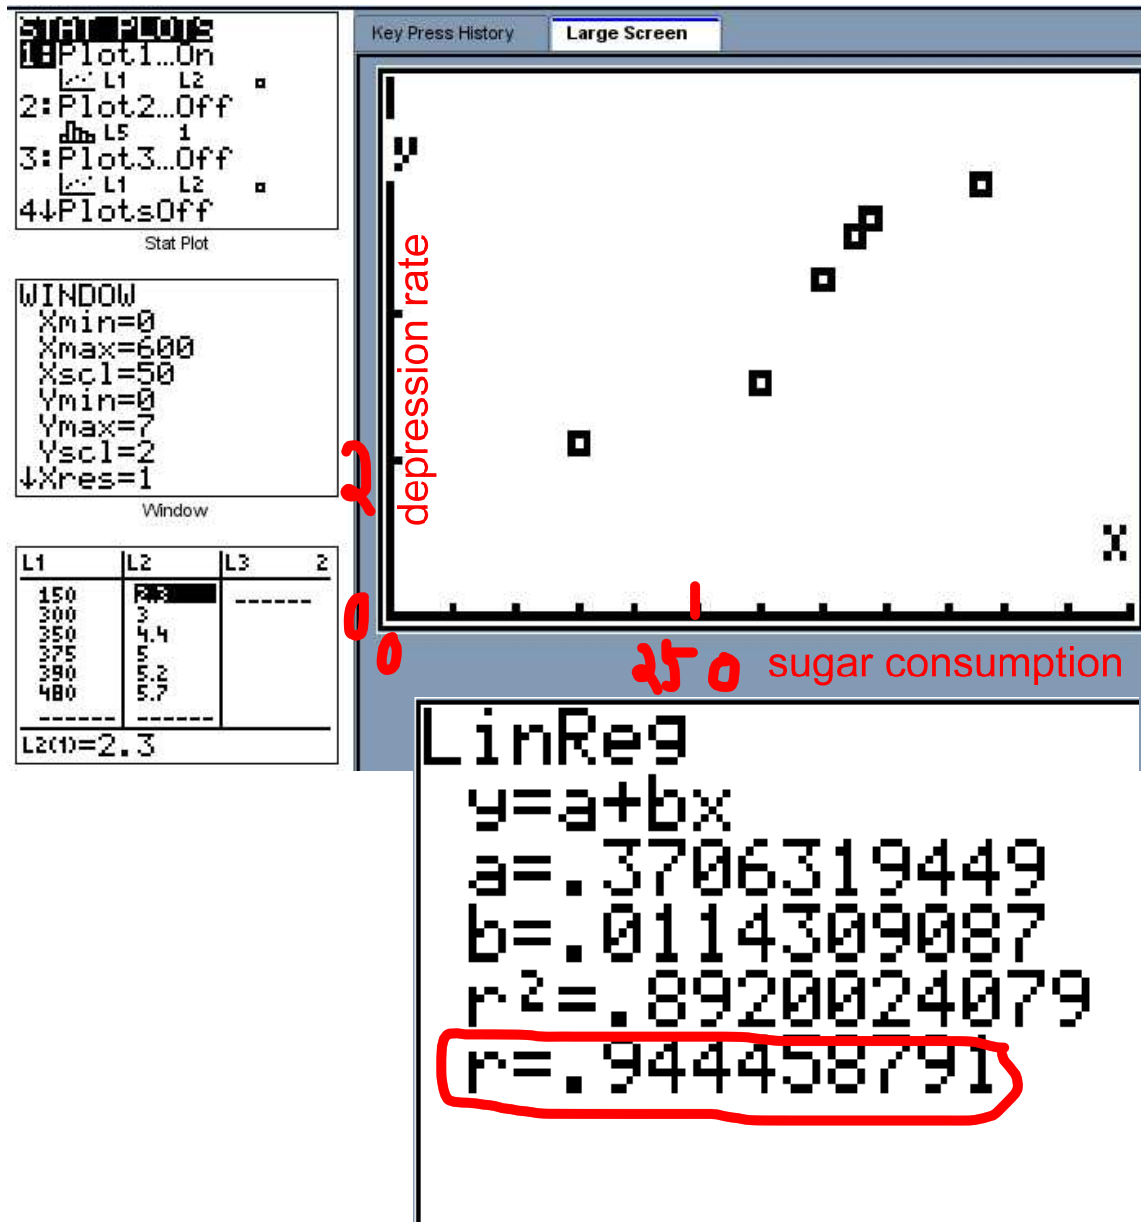 STAT PLOTS
1:Plot1...On
L1 L2
2:Plot2...Off
L5 1
3:Plot3...Off
L1 L2
4↓PlotsOff
Stat Plot
WINDOW
Xmin=0
Xmax=600
Xscl=50
Ymin=0
Ymax=7
Yscl=2
↓Xres=1
Window
L1 L2 L3 2
150 2.3 ------
300 3
350 4.4
375 5
390 5.2
480 5.7
------ ------
L2(1)=2.3
Key Press History Large Screen
y
depression rate
2
X
0
0
250 sugar consumption
LinReg
y=a+bx
a=.3706319449
b=.0114309087
r²=.8920024079
r=.944458791